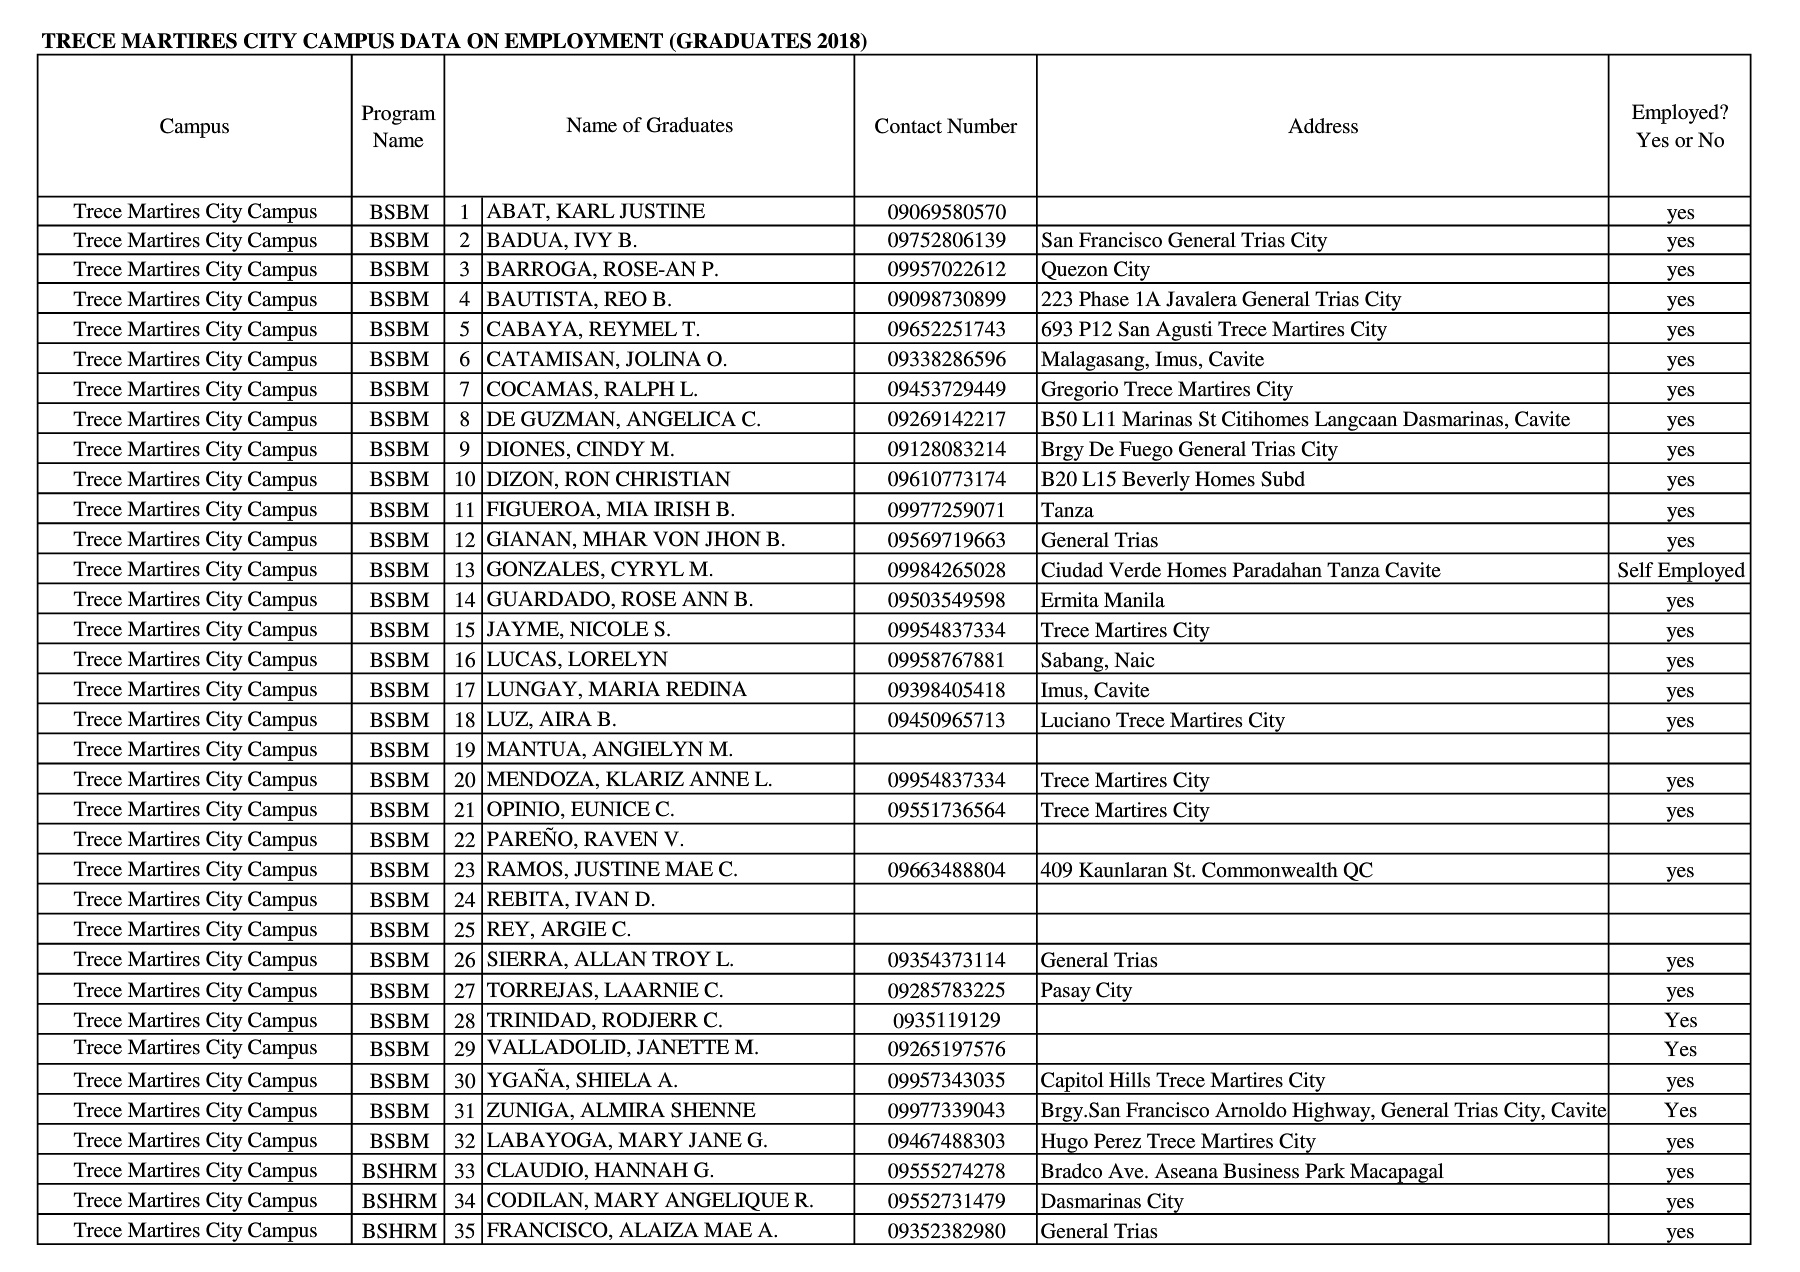 TRECE MARTIRES CITY CAMPUS DATA ON EMPLOYMENT (GRADUATES 2018)
Campus Program Name Name of Graduates Contact Number Address Employed? Yes or No
Trece Martires City Campus BSBM 1 ABAT, KARL JUSTINE 09069580570 yes
Trece Martires City Campus BSBM 2 BADUA, IVY B. 09752806139 San Francisco General Trias City yes
Trece Martires City Campus BSBM 3 BARROGA, ROSE-AN P. 09957022612 Quezon City yes
Trece Martires City Campus BSBM 4 BAUTISTA, REO B. 09098730899 223 Phase 1A Javalera General Trias City yes
Trece Martires City Campus BSBM 5 CABAYA, REYMEL T. 09652251743 693 P12 San Agusti Trece Martires City yes
Trece Martires City Campus BSBM 6 CATAMISAN, JOLINA O. 09338286596 Malagasang, Imus, Cavite yes
Trece Martires City Campus BSBM 7 COCAMAS, RALPH L. 09453729449 Gregorio Trece Martires City yes
Trece Martires City Campus BSBM 8 DE GUZMAN, ANGELICA C. 09269142217 B50 L11 Marinas St Citihomes Langcaan Dasmarinas, Cavite yes
Trece Martires City Campus BSBM 9 DIONES, CINDY M. 09128083214 Brgy De Fuego General Trias City yes
Trece Martires City Campus BSBM 10 DIZON, RON CHRISTIAN 09610773174 B20 L15 Beverly Homes Subd yes
Trece Martires City Campus BSBM 11 FIGUEROA, MIA IRISH B. 09977259071 Tanza yes
Trece Martires City Campus BSBM 12 GIANAN, MHAR VON JHON B. 09569719663 General Trias yes
Trece Martires City Campus BSBM 13 GONZALES, CYRYL M. 09984265028 Ciudad Verde Homes Paradahan Tanza Cavite Self Employed
Trece Martires City Campus BSBM 14 GUARDADO, ROSE ANN B. 09503549598 Ermita Manila yes
Trece Martires City Campus BSBM 15 JAYME, NICOLE S. 09954837334 Trece Martires City yes
Trece Martires City Campus BSBM 16 LUCAS, LORELYN 09958767881 Sabang, Naic yes
Trece Martires City Campus BSBM 17 LUNGAY, MARIA REDINA 09398405418 Imus, Cavite yes
Trece Martires City Campus BSBM 18 LUZ, AIRA B. 09450965713 Luciano Trece Martires City yes
Trece Martires City Campus BSBM 19 MANTUA, ANGIELYN M.
Trece Martires City Campus BSBM 20 MENDOZA, KLARIZ ANNE L. 09954837334 Trece Martires City yes
Trece Martires City Campus BSBM 21 OPINIO, EUNICE C. 09551736564 Trece Martires City yes
Trece Martires City Campus BSBM 22 PAREÑO, RAVEN V.
Trece Martires City Campus BSBM 23 RAMOS, JUSTINE MAE C. 09663488804 409 Kaunlaran St. Commonwealth QC yes
Trece Martires City Campus BSBM 24 REBITA, IVAN D.
Trece Martires City Campus BSBM 25 REY, ARGIE C.
Trece Martires City Campus BSBM 26 SIERRA, ALLAN TROY L. 09354373114 General Trias yes
Trece Martires City Campus BSBM 27 TORREJAS, LAARNIE C. 09285783225 Pasay City yes
Trece Martires City Campus BSBM 28 TRINIDAD, RODJERR C. 0935119129 Yes
Trece Martires City Campus BSBM 29 VALLADOLID, JANETTE M. 09265197576 Yes
Trece Martires City Campus BSBM 30 YGAÑA, SHIELA A. 09957343035 Capitol Hills Trece Martires City yes
Trece Martires City Campus BSBM 31 ZUNIGA, ALMIRA SHENNE 09977339043 Brgy.San Francisco Arnoldo Highway, General Trias City, Cavite Yes
Trece Martires City Campus BSBM 32 LABAYOGA, MARY JANE G. 09467488303 Hugo Perez Trece Martires City yes
Trece Martires City Campus BSHRM 33 CLAUDIO, HANNAH G. 09555274278 Bradco Ave. Aseana Business Park Macapagal yes
Trece Martires City Campus BSHRM 34 CODILAN, MARY ANGELIQUE R. 09552731479 Dasmarinas City yes
Trece Martires City Campus BSHRM 35 FRANCISCO, ALAIZA MAE A. 09352382980 General Trias yes